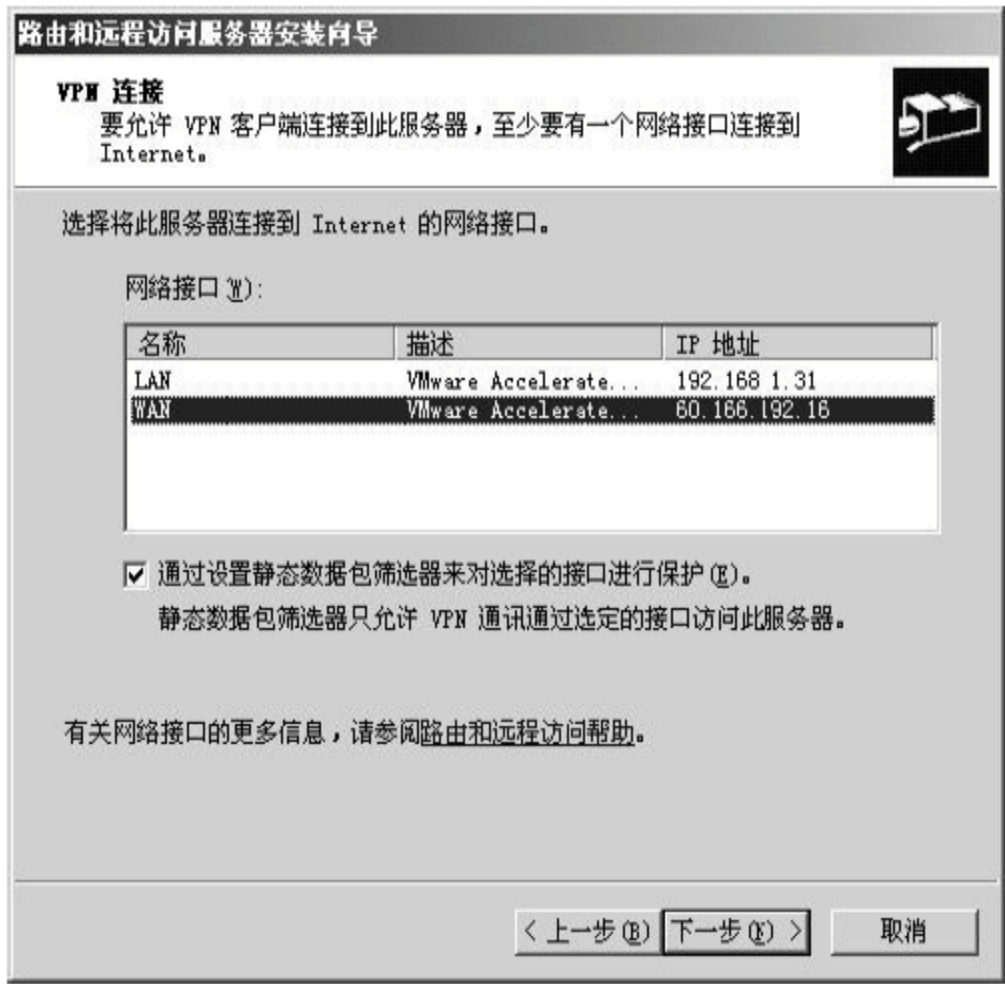 路由和远程访问服务器安装向导
VPN 连接
要允许 VPN 客户端连接到此服务器，至少要有一个网络接口连接到
Internet。
选择将此服务器连接到 Internet 的网络接口。
网络接口(W):
名称 描述 IP 地址
LAN VMware Accelerate... 192.168.1.31
WAN VMware Accelerate... 60.166.192.16
通过设置静态数据包筛选器来对选择的接口进行保护(E)。
静态数据包筛选器只允许 VPN 通讯通过选定的接口访问此服务器。
有关网络接口的更多信息，请参阅路由和远程访问帮助。
< 上一步(B) 下一步(N) > 取消